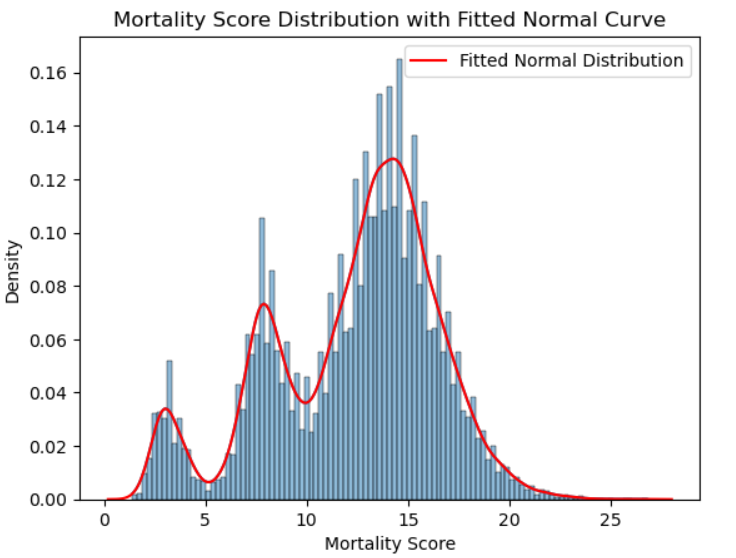 Mortality Score Distribution with Fitted Normal Curve
Fitted Normal Distribution
0.16
0.14
0.12
0.10
0.08
0.06
0.04
0.02
0.00
Density
0 5 10 15 20 25
Mortality Score